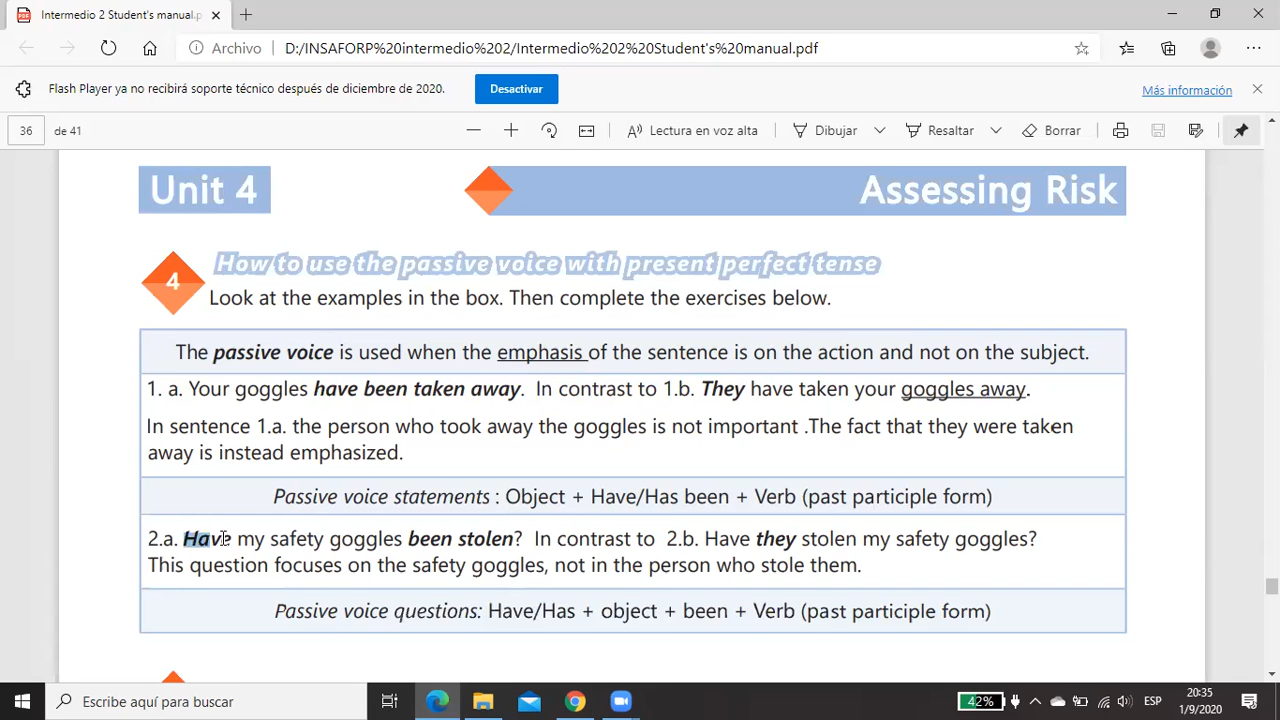 Intermedio 2 Student's manual.p
Archivo D:/INSAFORP%20intermedio%202/Intermedio%202%20Student's%20manual.pdf
Flash Player ya no recibirá soporte técnico después de diciembre de 2020. Desactivar Más información
36 de 41 Lectura en voz alta Dibujar Resaltar Borrar
Unit 4 Assessing Risk
4 How to use the passive voice with present perfect tense
Look at the examples in the box. Then complete the exercises below.
The passive voice is used when the emphasis of the sentence is on the action and not on the subject.
1. a. Your goggles have been taken away. In contrast to 1.b. They have taken your goggles away.
In sentence 1.a. the person who took away the goggles is not important .The fact that they were taken
away is instead emphasized.
Passive voice statements : Object + Have/Has been + Verb (past participle form)
2.a. Have my safety goggles been stolen? In contrast to 2.b. Have they stolen my safety goggles?
This question focuses on the safety goggles, not in the person who stole them.
Passive voice questions: Have/Has + object + been + Verb (past participle form)
Escribe aquí para buscar 42% ESP 20:35
1/9/2020